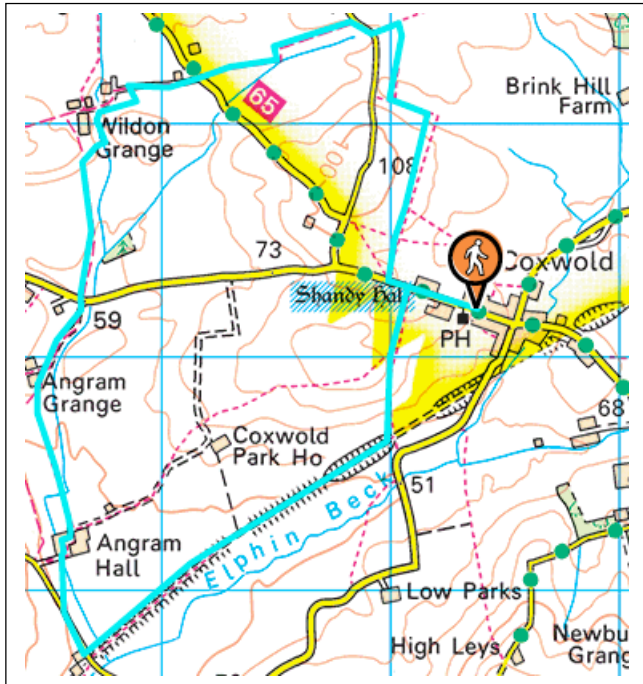 Brink Hill
Farm
65
Wildon
Grange
100
108
73
Coxwold
Shandy Hal
59
PH
Angram
Grange
68
Coxwold
Park Ho
51
Elphin Beck
Angram
Hall
Low Parks
High Leys
Newbu
Grang